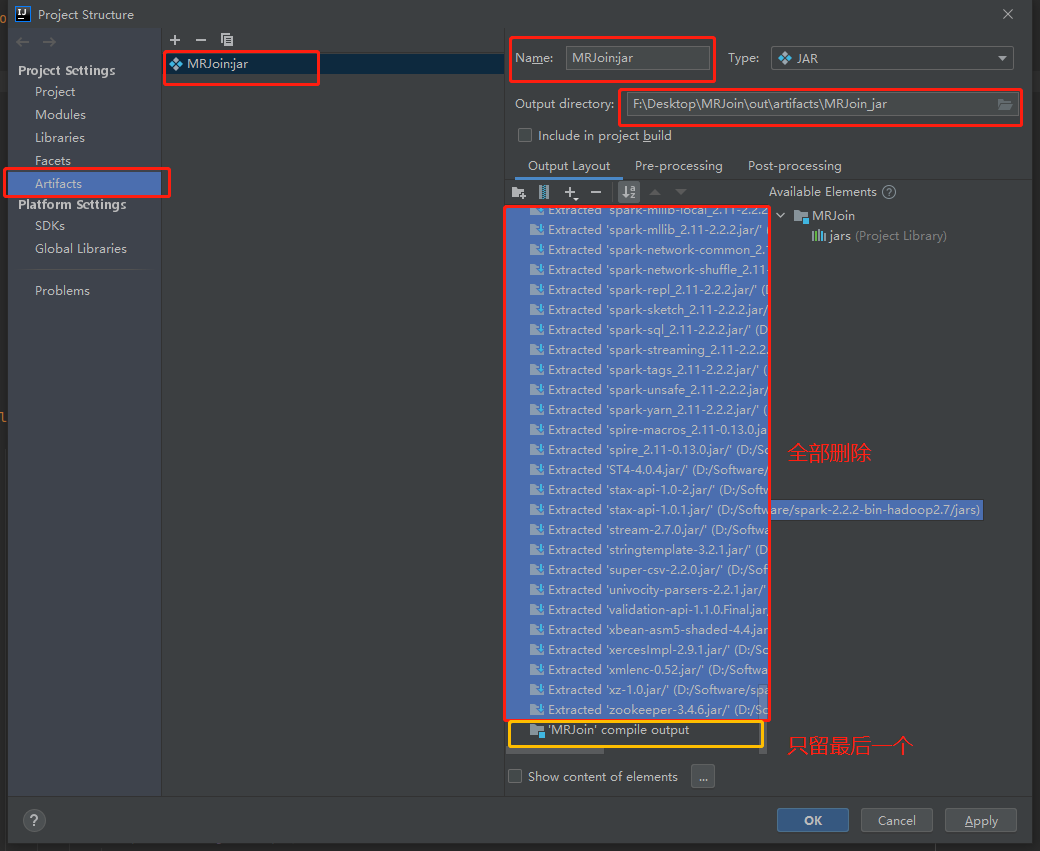 Project Structure
Project Settings
Project
Modules
Libraries
Facets
Artifacts
Platform Settings
SDKs
Global Libraries
Problems
MRJoin:jar
Name: MRJoin:jar Type: JAR
Output directory: F:\Desktop\MRJoin\out\artifacts\MRJoin_jar
Include in project build
Output Layout Pre-processing Post-processing
Available Elements
MRJoin
jars (Project Library)
Extracted 'spark-mllib-local_2.11-2.2.2
Extracted 'spark-mllib_2.11-2.2.2.jar/' (
Extracted 'spark-network-common_2.
Extracted 'spark-network-shuffle_2.11-
Extracted 'spark-repl_2.11-2.2.2.jar/' (
Extracted 'spark-sketch_2.11-2.2.2.jar/
Extracted 'spark-sql_2.11-2.2.2.jar/' (D
Extracted 'spark-streaming_2.11-2.2.2.
Extracted 'spark-tags_2.11-2.2.2.jar/' (
Extracted 'spark-unsafe_2.11-2.2.2.jar/
Extracted 'spark-yarn_2.11-2.2.2.jar/' (
Extracted 'spire-macros_2.11-0.13.0.ja
Extracted 'spire_2.11-0.13.0.jar/' (D:/So
Extracted 'ST4-4.0.4.jar/' (D:/Software/
Extracted 'stax-api-1.0-2.jar/' (D:/Softw
Extracted 'stax-api-1.0.1.jar/' (D:/Software/spark-2.2.2-bin-hadoop2.7/jars)
Extracted 'stream-2.7.0.jar/' (D:/Softwa
Extracted 'stringtemplate-3.2.1.jar/' (D
Extracted 'super-csv-2.2.0.jar/' (D:/Sof
Extracted 'univocity-parsers-2.2.1.jar/'
Extracted 'validation-api-1.1.0.Final.jar
Extracted 'xbean-asm5-shaded-4.4.jar
Extracted 'xercesImpl-2.9.1.jar/' (D:/So
Extracted 'xmlenc-0.52.jar/' (D:/Softwa
Extracted 'xz-1.0.jar/' (D:/Software/spa
Extracted 'zookeeper-3.4.6.jar/' (D:/So
'MRJoin' compile output
全部删除
只留最后一个
Show content of elements ...
? OK Cancel Apply